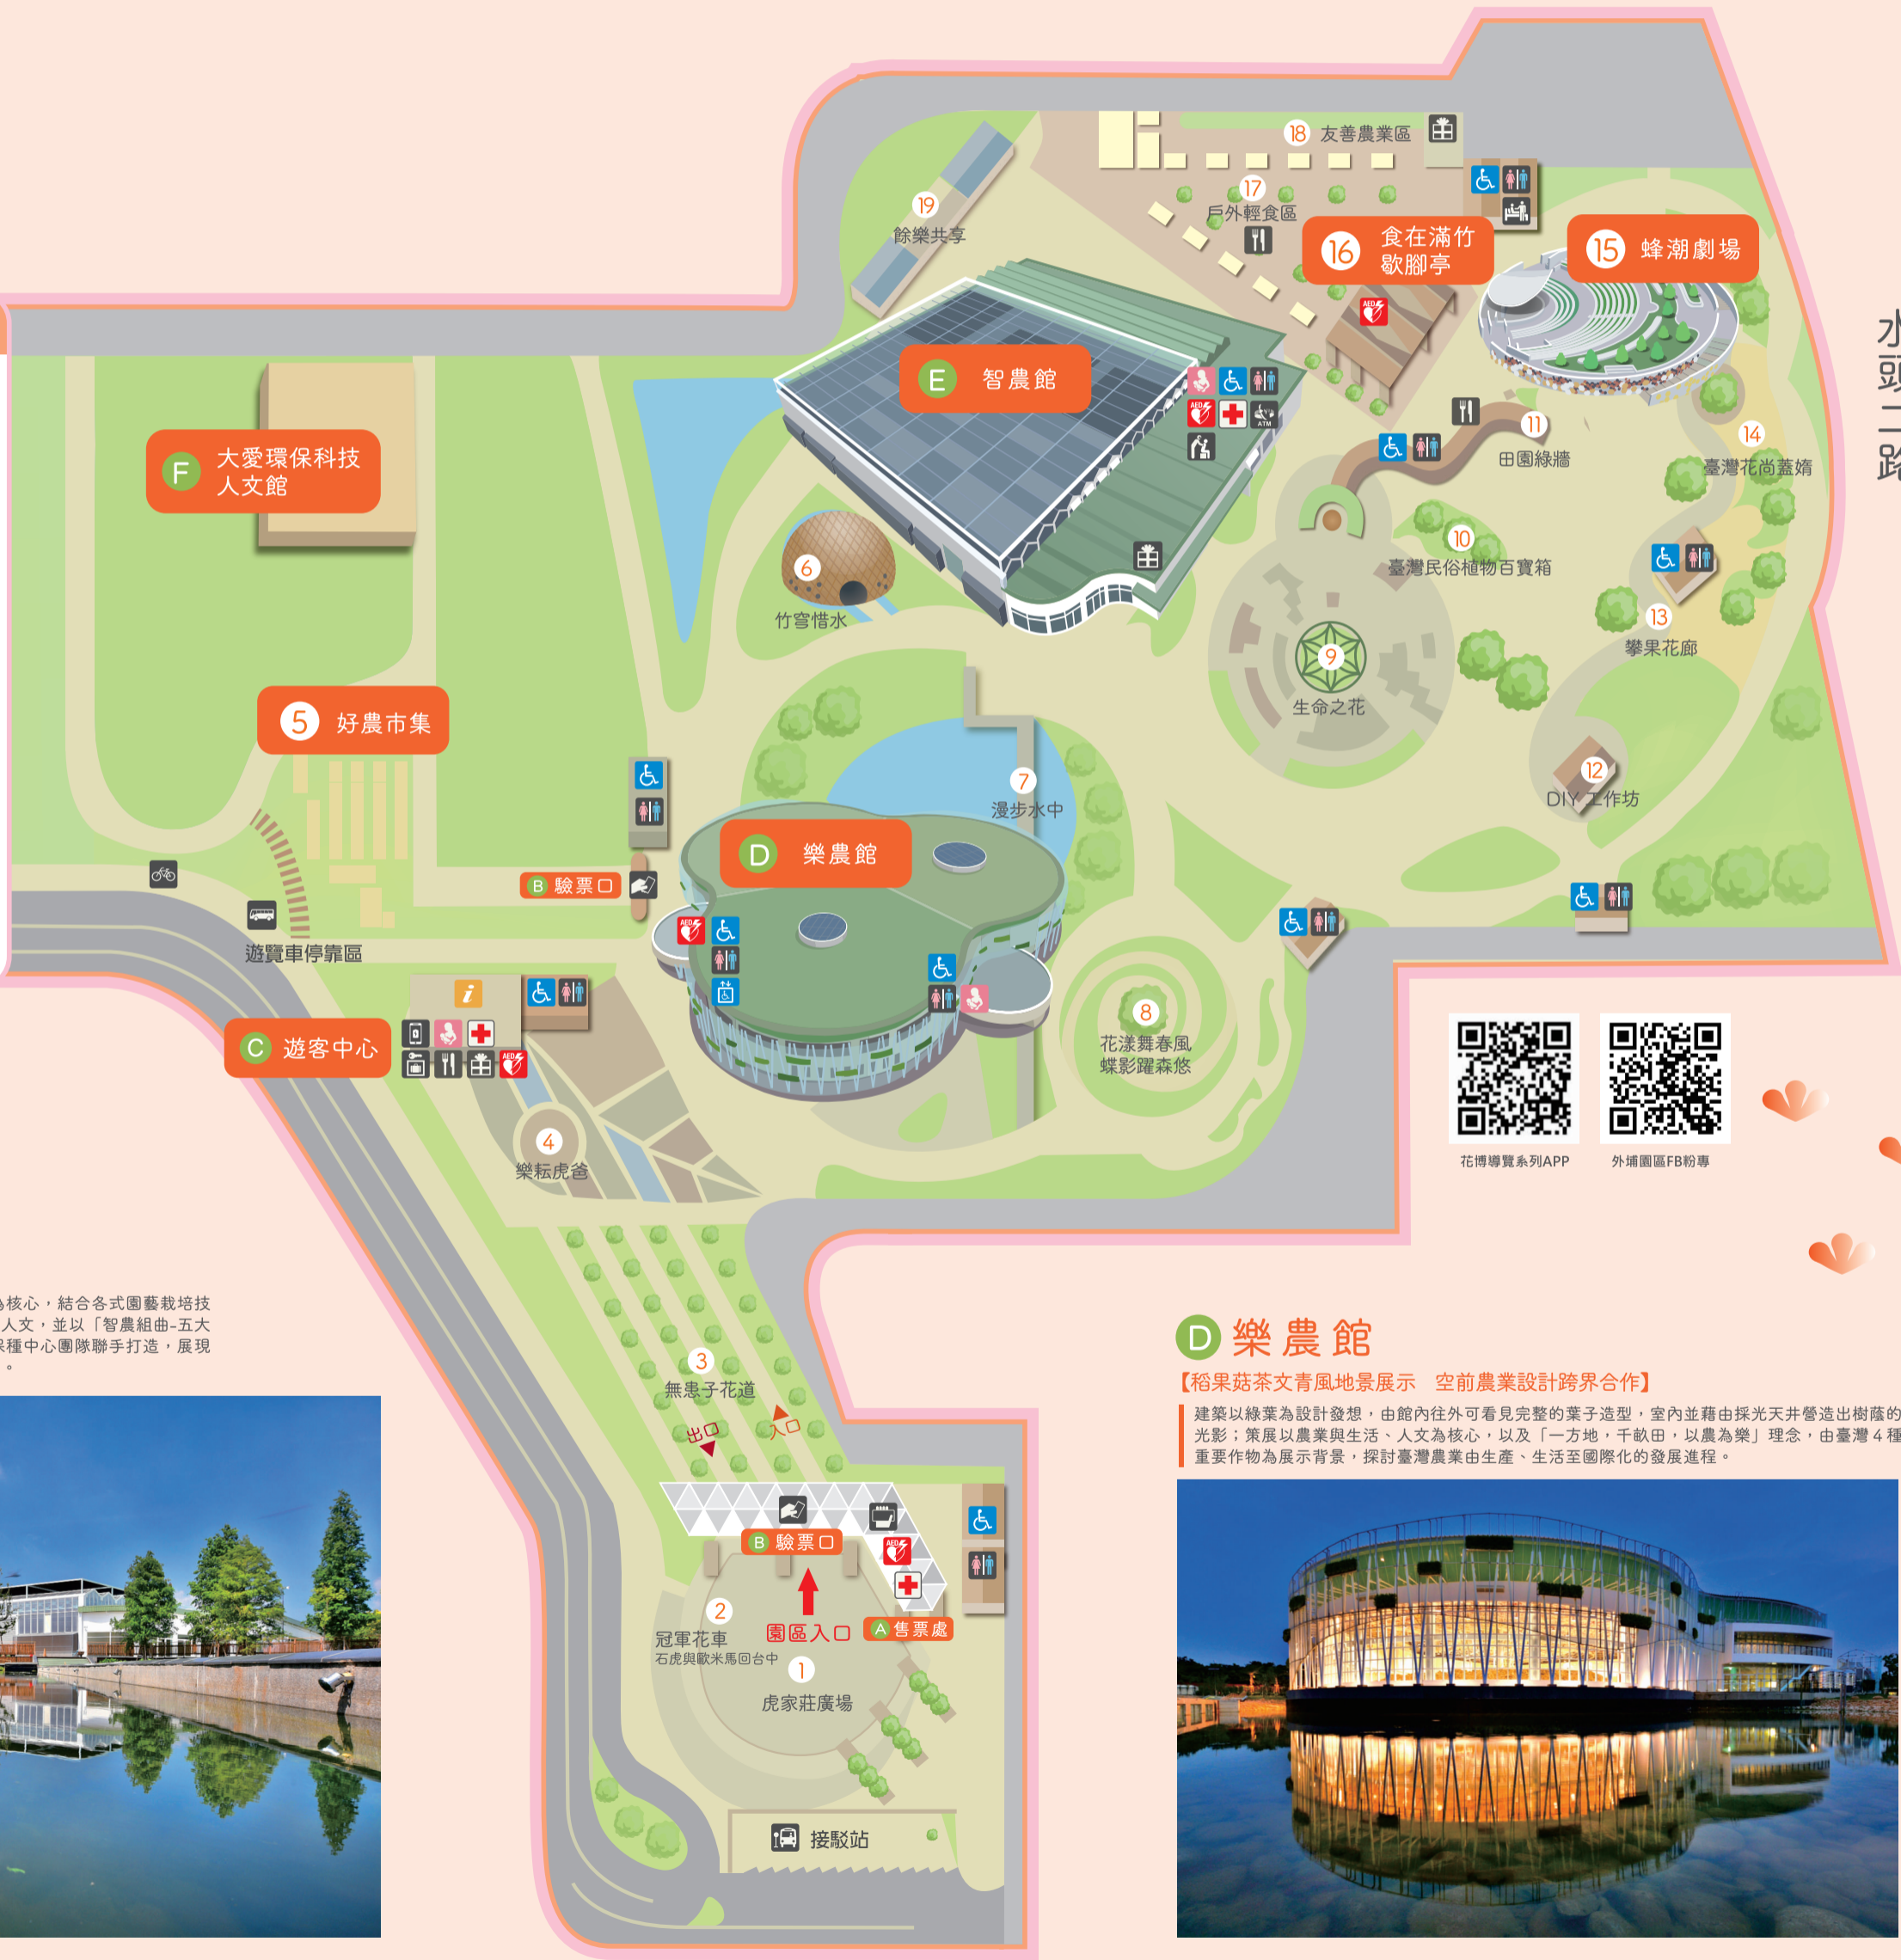 18 友善農業區
19
餘樂共享
17
戶外輕食區
16 食在滿竹
歇腳亭
15 蜂潮劇場
水頭二路
E 智農館
ATM
AED
AED
11
田園綠牆
14
臺灣花尚蓋媠
F 大愛環保科技
人文館
6
竹穹惜水
10
臺灣民俗植物百寶箱
13
攀果花廊
9
生命之花
5 好農市集
7
漫步水中
12
DIY 工作坊
D 樂農館
B 驗票口
AED
遊覽車停靠區
i
C 遊客中心
AED
8
花漾舞春風
蝶影躍森悠
4
樂耘虎爸
花博導覽系列APP
外埔園區FB粉專
3
無患子花道
出口
入口
B 驗票口
AED
2
冠軍花車
石虎與歐米馬回台中
園區入口
A 售票處
1
虎家莊廣場
接駁站
為核心，結合各式園藝栽培技
人文，並以「智農組曲-五大
保種中心團隊聯手打造，展現
。
D 樂農館
【稻果菇茶文青風地景展示　空前農業設計跨界合作】
建築以綠葉為設計發想，由館內往外可看見完整的葉子造型，室內並藉由採光天井營造出樹蔭的
光影；策展以農業與生活、人文為核心，以及「一方地，千畝田，以農為樂」理念，由臺灣４種
重要作物為展示背景，探討臺灣農業由生產、生活至國際化的發展進程。